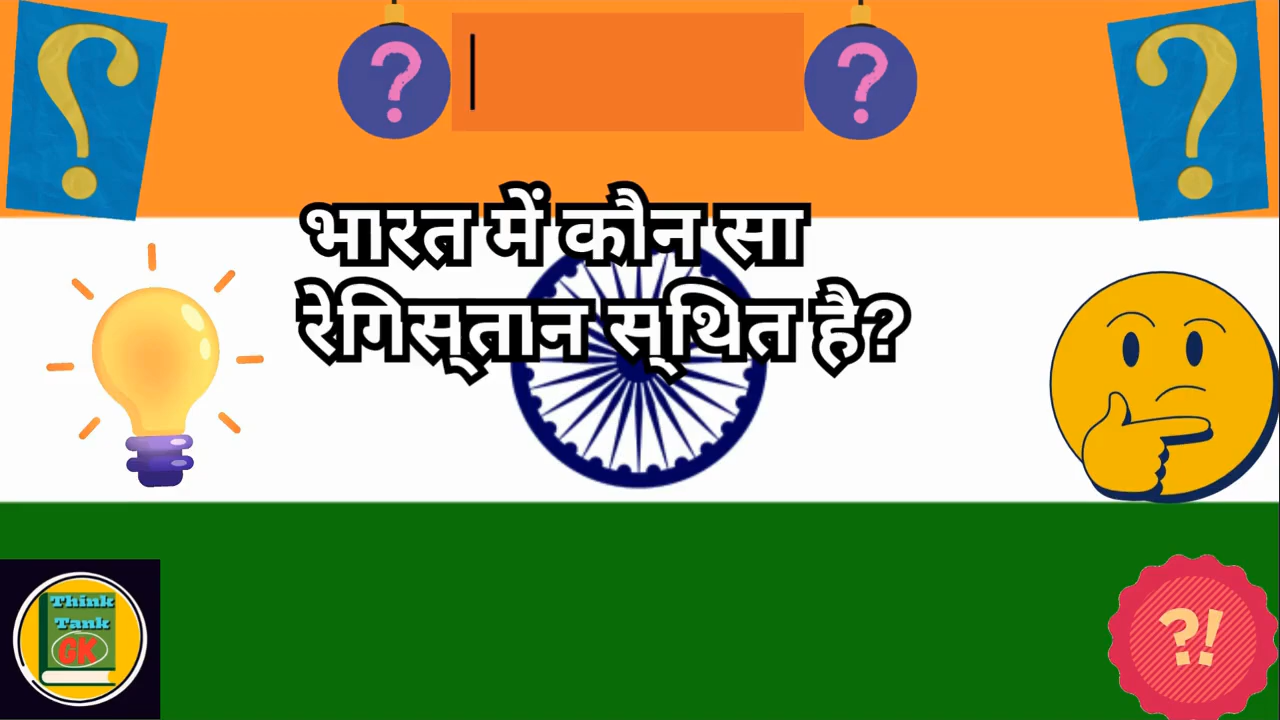 भारत में कौन सा
रेगिस्तान स्थित है?
Think
Tank
GK
?!